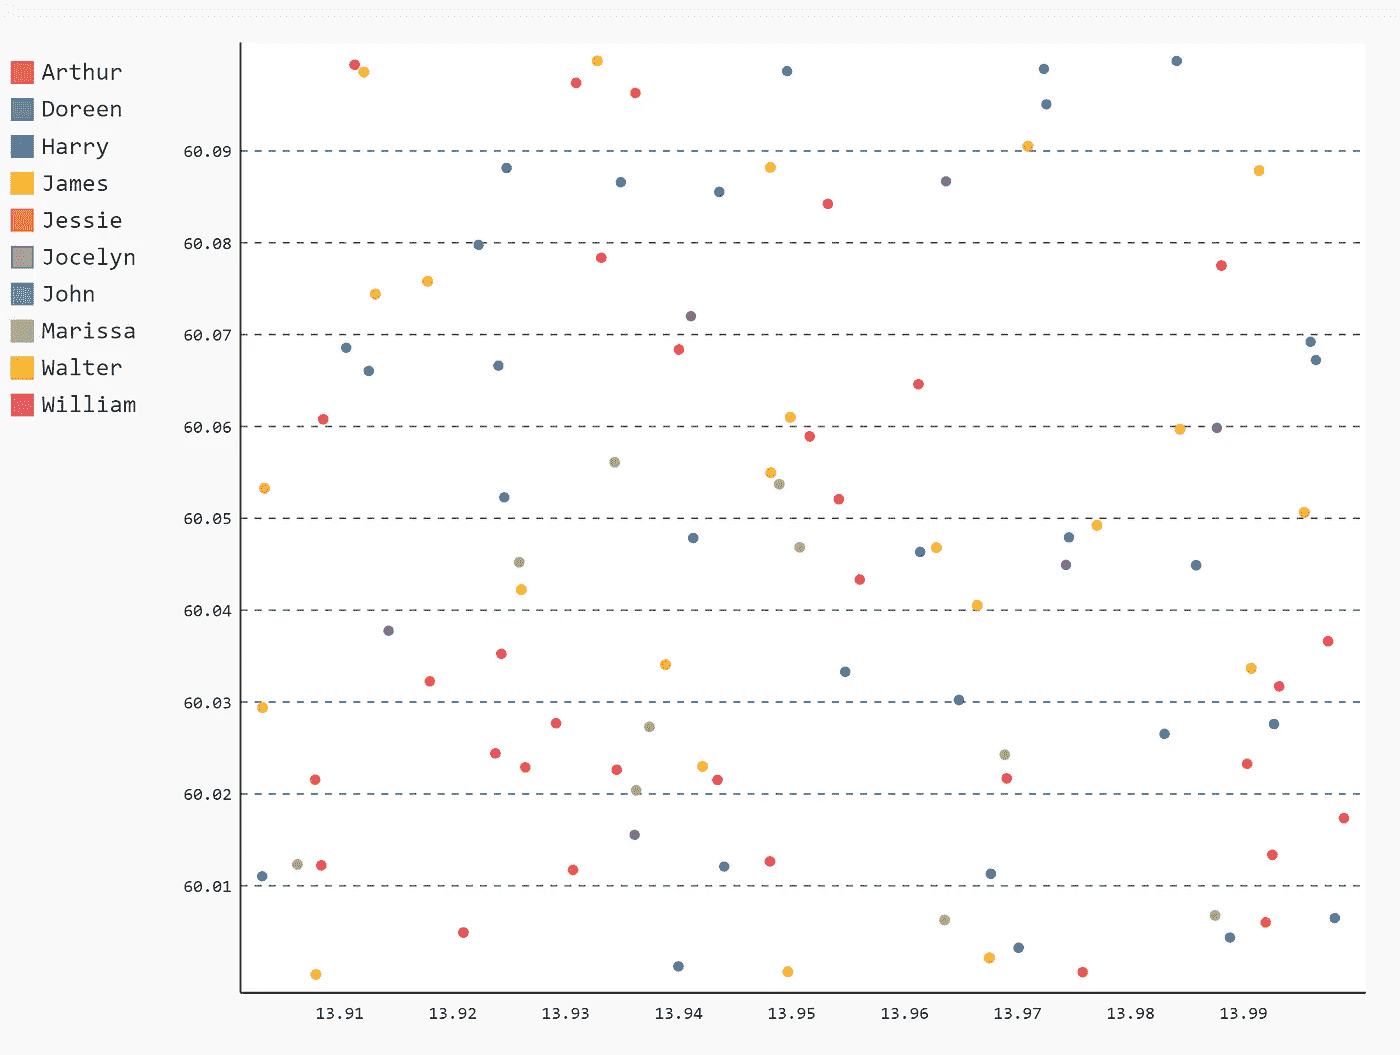 Arthur
Doreen
Harry
James
Jessie
Jocelyn
John
Marissa
Walter
William
60.09
60.08
60.07
60.06
60.05
60.04
60.03
60.02
60.01
13.91 13.92 13.93 13.94 13.95 13.96 13.97 13.98 13.99